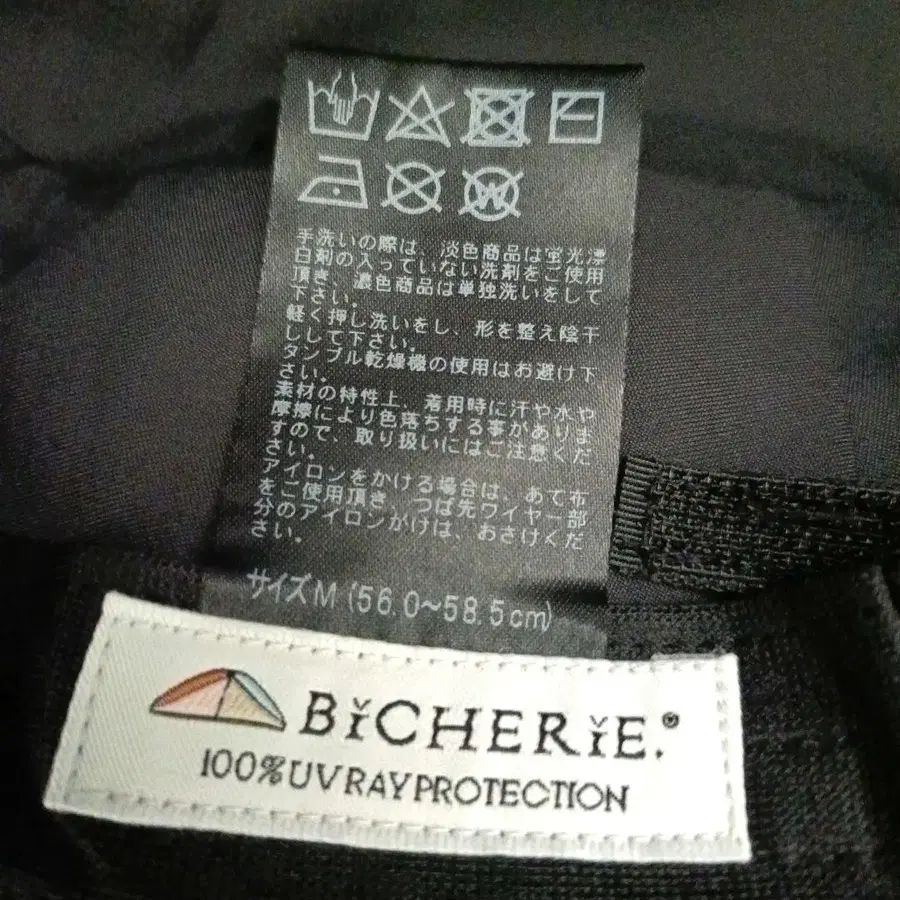 手洗いの際は、淡色商品は蛍光漂
白剤の入っていない洗剤をご使用
頂き、濃色商品は単独洗いをして
下さい。
軽く押し洗いをし、形を整え陰干
しして下さい。
タンブル乾燥機の使用はお避け下
さい。
素材の特性上、着用時に汗や水や
摩擦により色落ちする事がありま
すので、取り扱いにはご注意くだ
さい。
アイロンをかける場合は、あて布
をご使用頂き、つば先ワイヤー部
分のアイロンがけは、おさけくだ
さい。
サイズM(56.0~58.5cm)
BǐCHERǐE.®
100%UVRAYPROTECTION